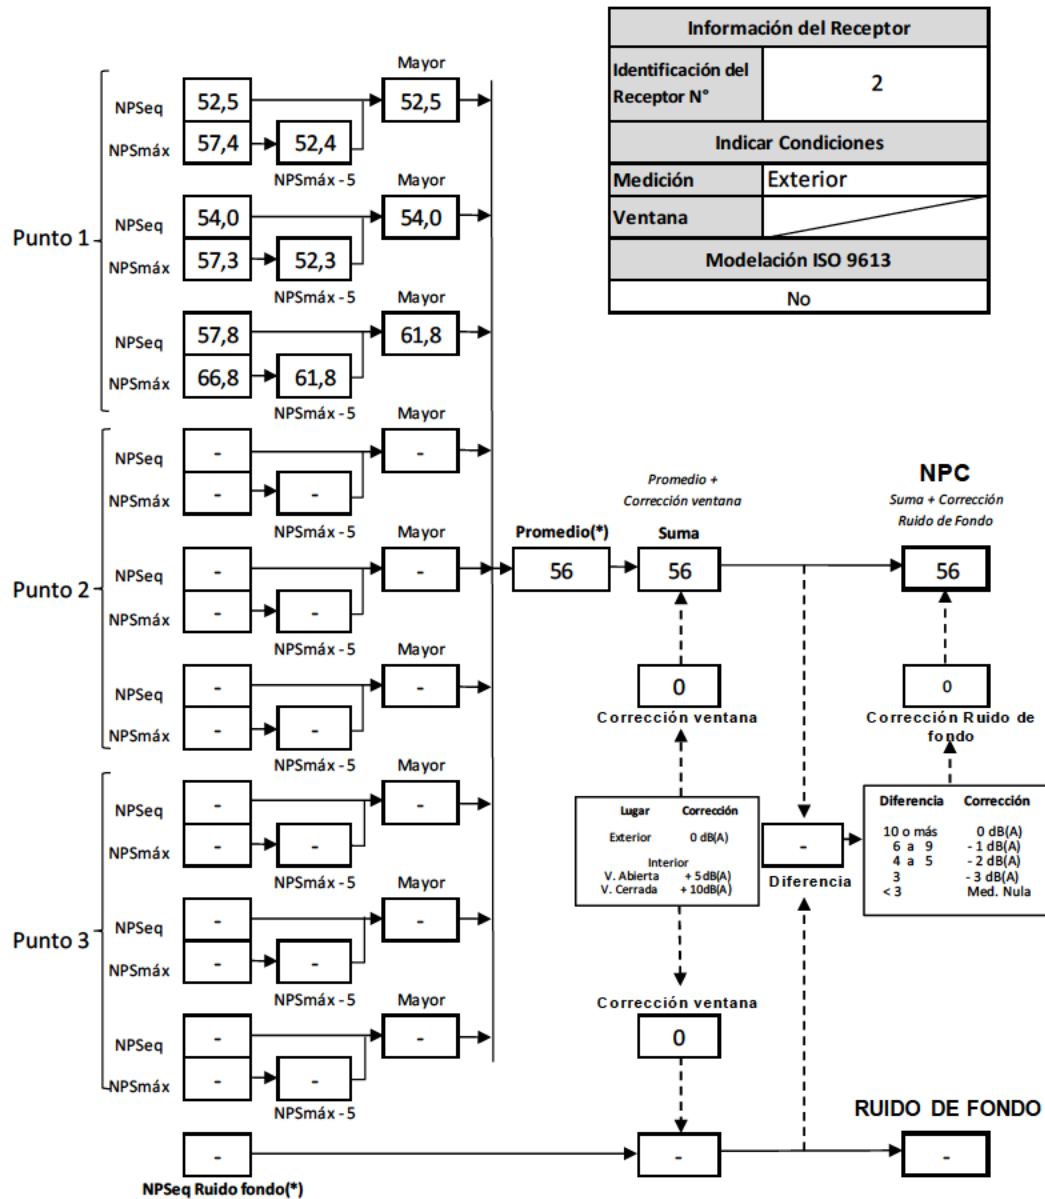 Información del Receptor
Identificación del
Receptor N°
2
Indicar Condiciones
Medición
Exterior
Ventana
Modelación ISO 9613
No
Punto 1
Mayor
NPSeq
52,5
52,5
NPSmáx
57,4
52,4
NPSmáx - 5
Mayor
NPSeq
54,0
54,0
NPSmáx
57,3
52,3
NPSmáx - 5
Mayor
NPSeq
57,8
61,8
NPSmáx
66,8
61,8
NPSmáx - 5
Punto 2
Mayor
NPSeq
-
-
NPSmáx
-
-
NPSmáx - 5
Mayor
NPSeq
-
-
NPSmáx
-
-
NPSmáx - 5
Mayor
NPSeq
-
-
NPSmáx
-
-
NPSmáx - 5
Punto 3
Mayor
NPSeq
-
-
NPSmáx
-
-
NPSmáx - 5
Mayor
NPSeq
-
-
NPSmáx
-
-
NPSmáx - 5
Mayor
NPSeq
-
-
NPSmáx
-
-
NPSmáx - 5
Promedio(*)
56
Promedio +
Corrección ventana
Suma
56
0
Corrección ventana
Lugar Corrección
Exterior 0 dB(A)
Interior
V. Abierta + 5 dB(A)
V. Cerrada + 10dB(A)
Corrección ventana
0
NPC
Suma + Corrección
Ruido de Fondo
56
0
Corrección Ruido de
fondo
-
Diferencia
Diferencia Corrección
10 o más 0 dB(A)
6 a 9 - 1 dB(A)
4 a 5 - 2 dB(A)
3 - 3 dB(A)
< 3 Med. Nula
RUIDO DE FONDO
-
-
-
NPSeq Ruido fondo(*)